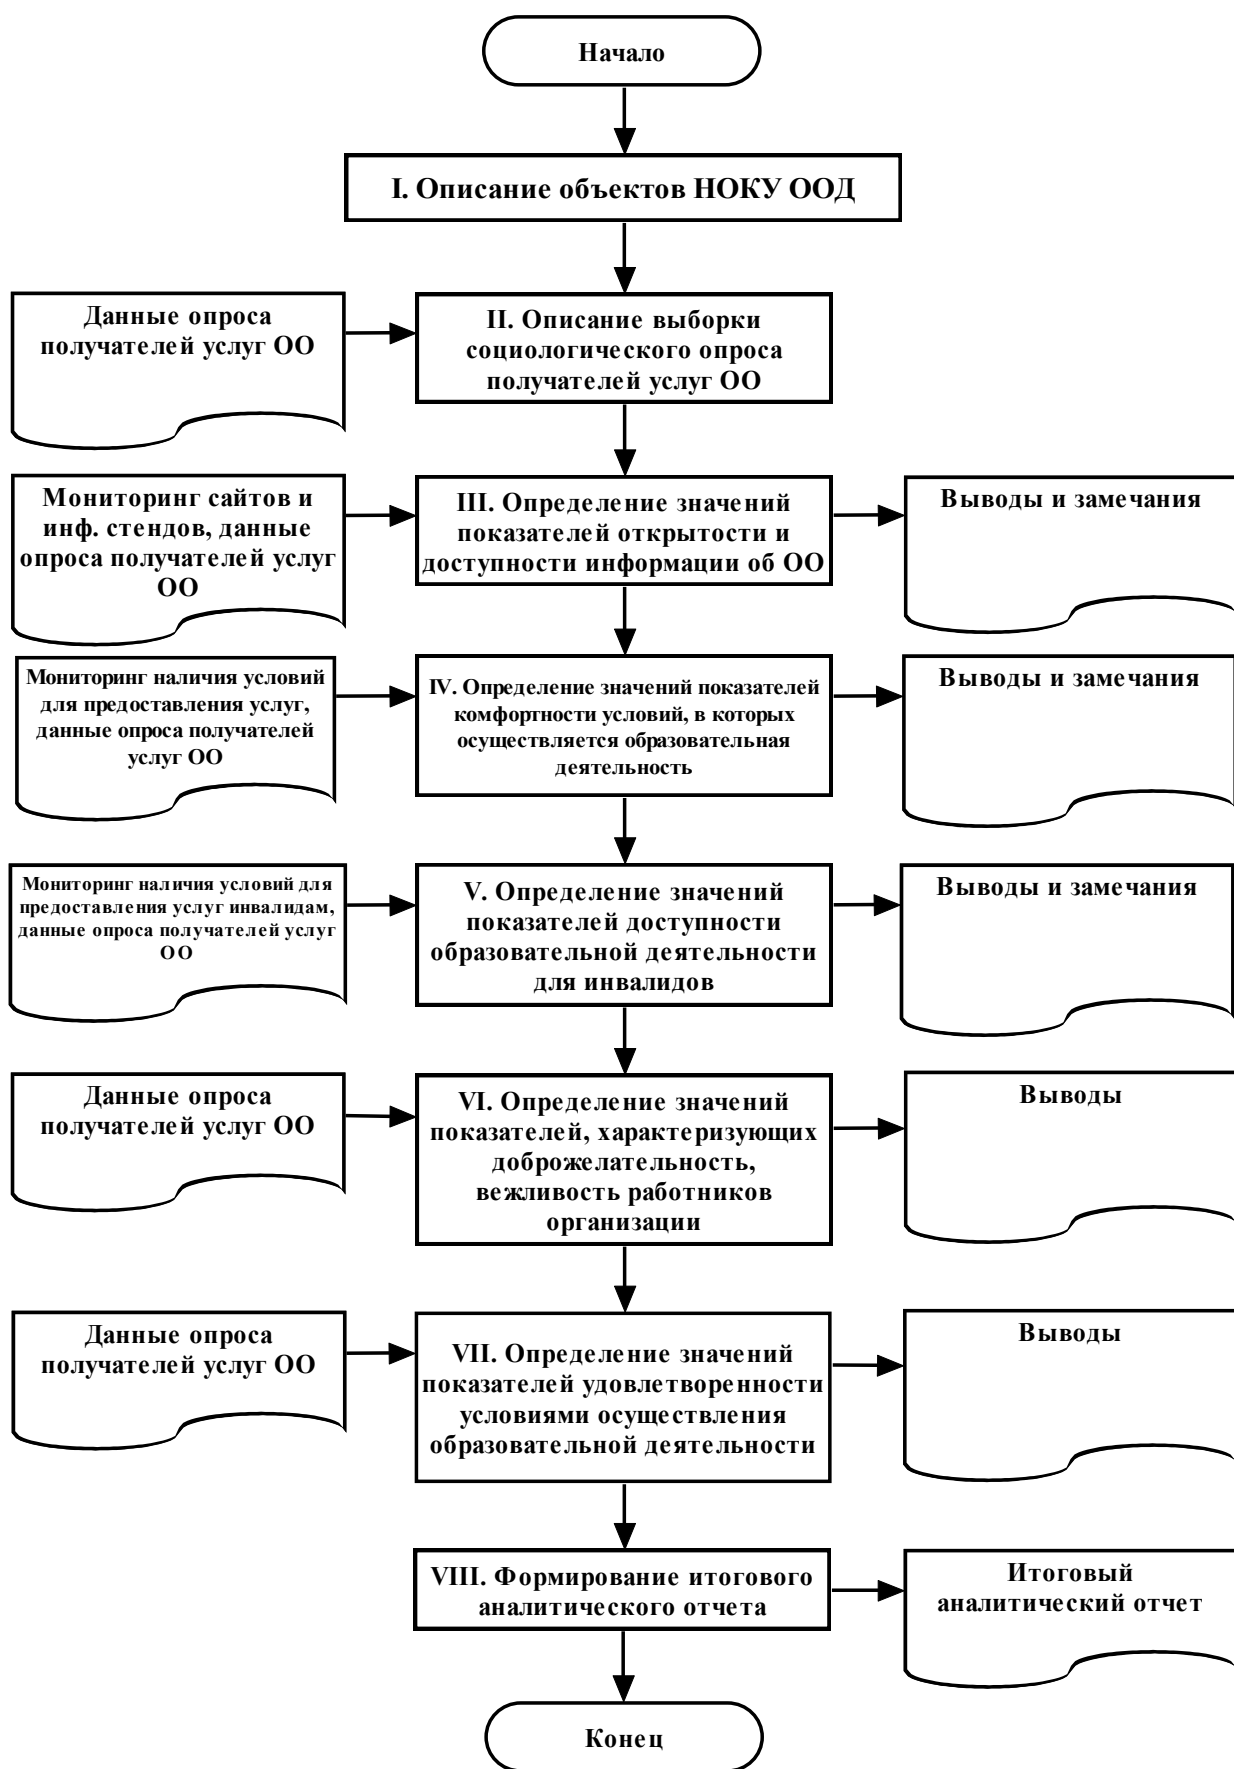 Начало
I. Описание объектов НОКУ ООД
Данные опроса
получателей услуг ОО
II. Описание выборки
социологического опроса
получателей услуг ОО
Мониторинг сайтов и
инф. стендов, данные
опроса получателей услуг
ОО
III. Определение значений
показателей открытости и
доступности информации об ОО
Выводы и замечания
Мониторинг наличия условий
для предоставления услуг,
данные опроса получателей
услуг ОО
IV. Определение значений показателей
комфортности условий, в которых
осуществляется образовательная
деятельность
Выводы и замечания
Мониторинг наличия условий для
предоставления услуг инвалидам,
данные опроса получателей услуг
ОО
V. Определение значений
показателей доступности
образовательной деятельности
для инвалидов
Выводы и замечания
Данные опроса
получателей услуг ОО
VI. Определение значений
показателей, характеризующих
доброжелательность,
вежливость работников
организации
Выводы
Данные опроса
получателей услуг ОО
VII. Определение значений
показателей удовлетворенности
условиями осуществления
образовательной деятельности
Выводы
VIII. Формирование итогового
аналитического отчета
Итоговый
аналитический отчет
Конец